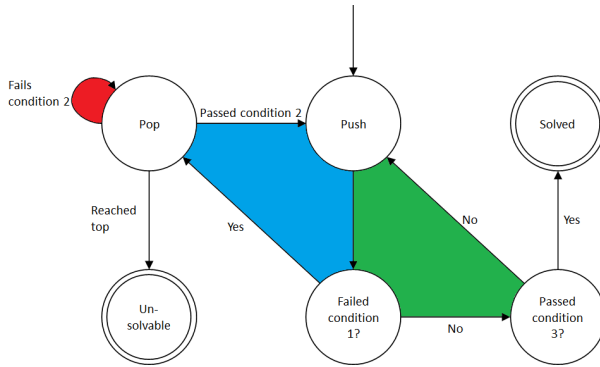 Fails
condition 2
Pop
Passed condition 2
Push
Solved
Reached
top
Yes
No
Yes
Un-
solvable
Failed
condition
1?
No
Passed
condition
3?